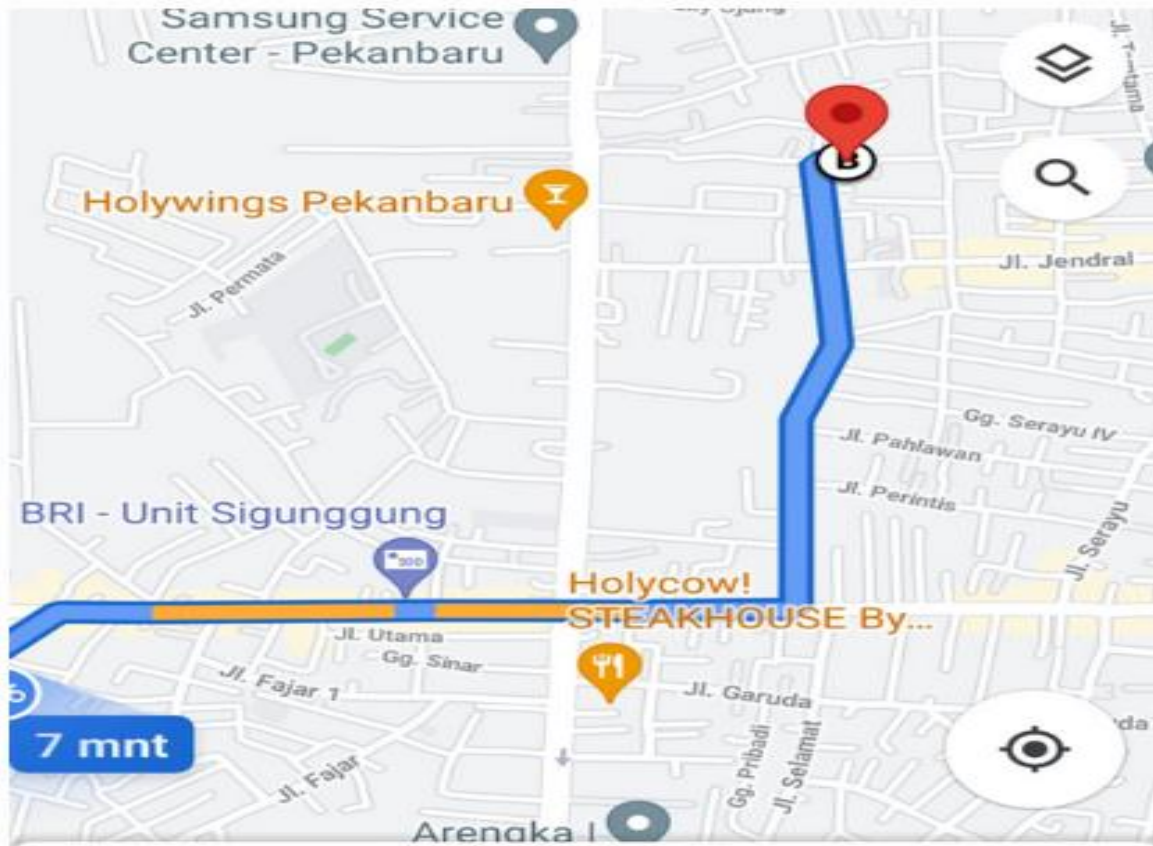 Samsung Service
Center - Pekanbaru
Holywings Pekanbaru
B
Jl. Permata
Jl. Jendral
Gg. Serayu IV
Jl. Pahlawan
Jl. Perintis
Jl. Serayu
BRI - Unit Sigunggung
Holycow!
STEAKHOUSE By...
Jl. Utama
Gg. Sinar
Jl. Fajar 1
Jl. Garuda
7 mnt
Jl. Fajar
Gg. Pribadi
Jl. Selamat
Arengka I